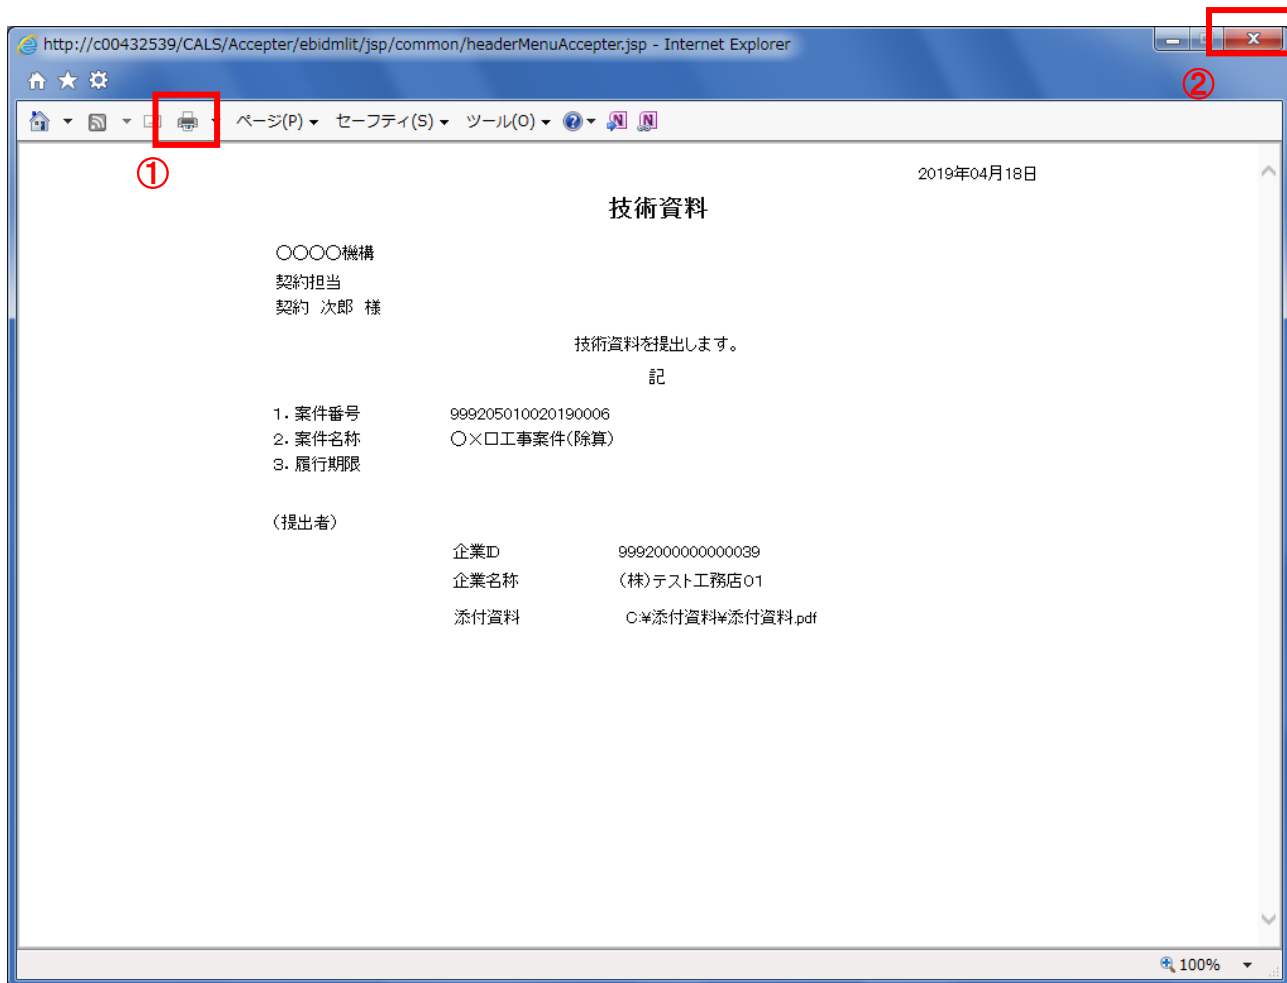 http://c00432539/CALS/Accepter/ebidmlit/jsp/common/headerMenuAccepter.jsp - Internet Explorer
②
ページ(P) セーフティ(S) ツール(O)
①
2019年04月18日
技術資料
○○○○機構
契約担当
契約 次郎 様
技術資料を提出します。
記
1. 案件番号 999205010020190006
2. 案件名称 ○×口工事案件(除算)
3. 履行期限
(提出者)
企業ID 9992000000000039
企業名称 (株)テスト工務店01
添付資料 C:¥添付資料¥添付資料.pdf
100%